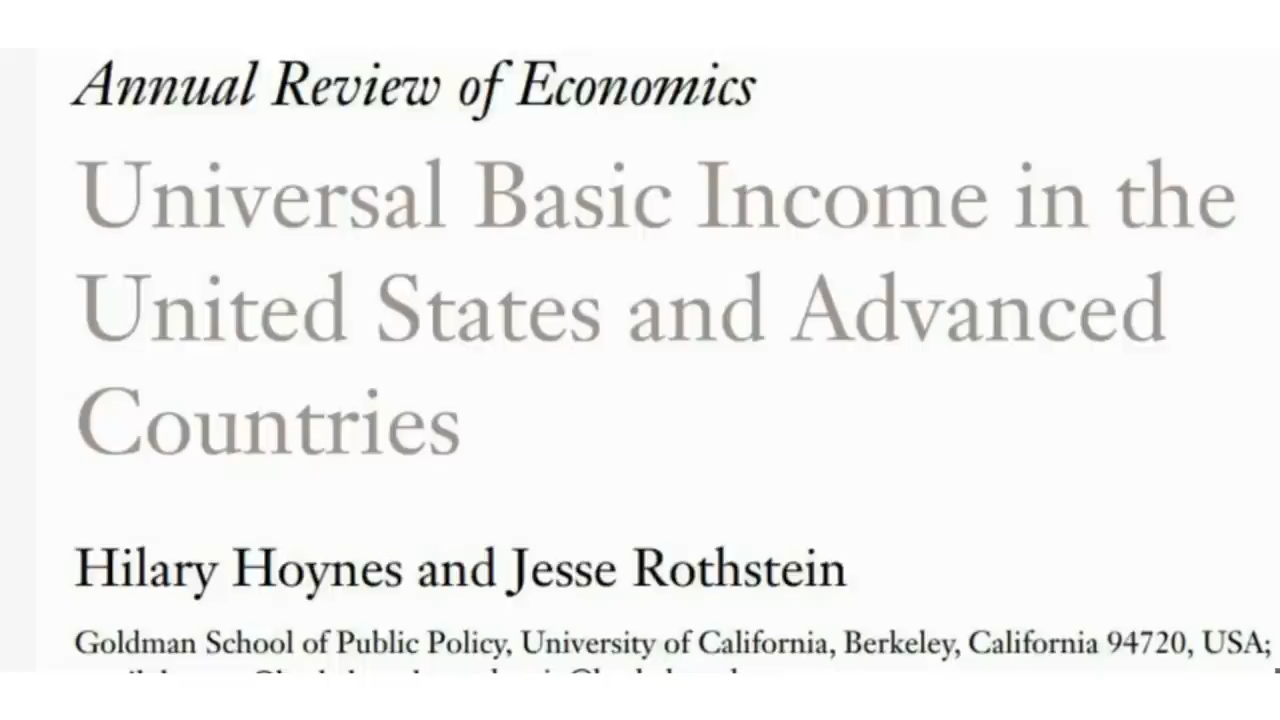 Annual Review of Economics
Universal Basic Income in the
United States and Advanced
Countries
Hilary Hoynes and Jesse Rothstein
Goldman School of Public Policy, University of California, Berkeley, California 94720, USA;